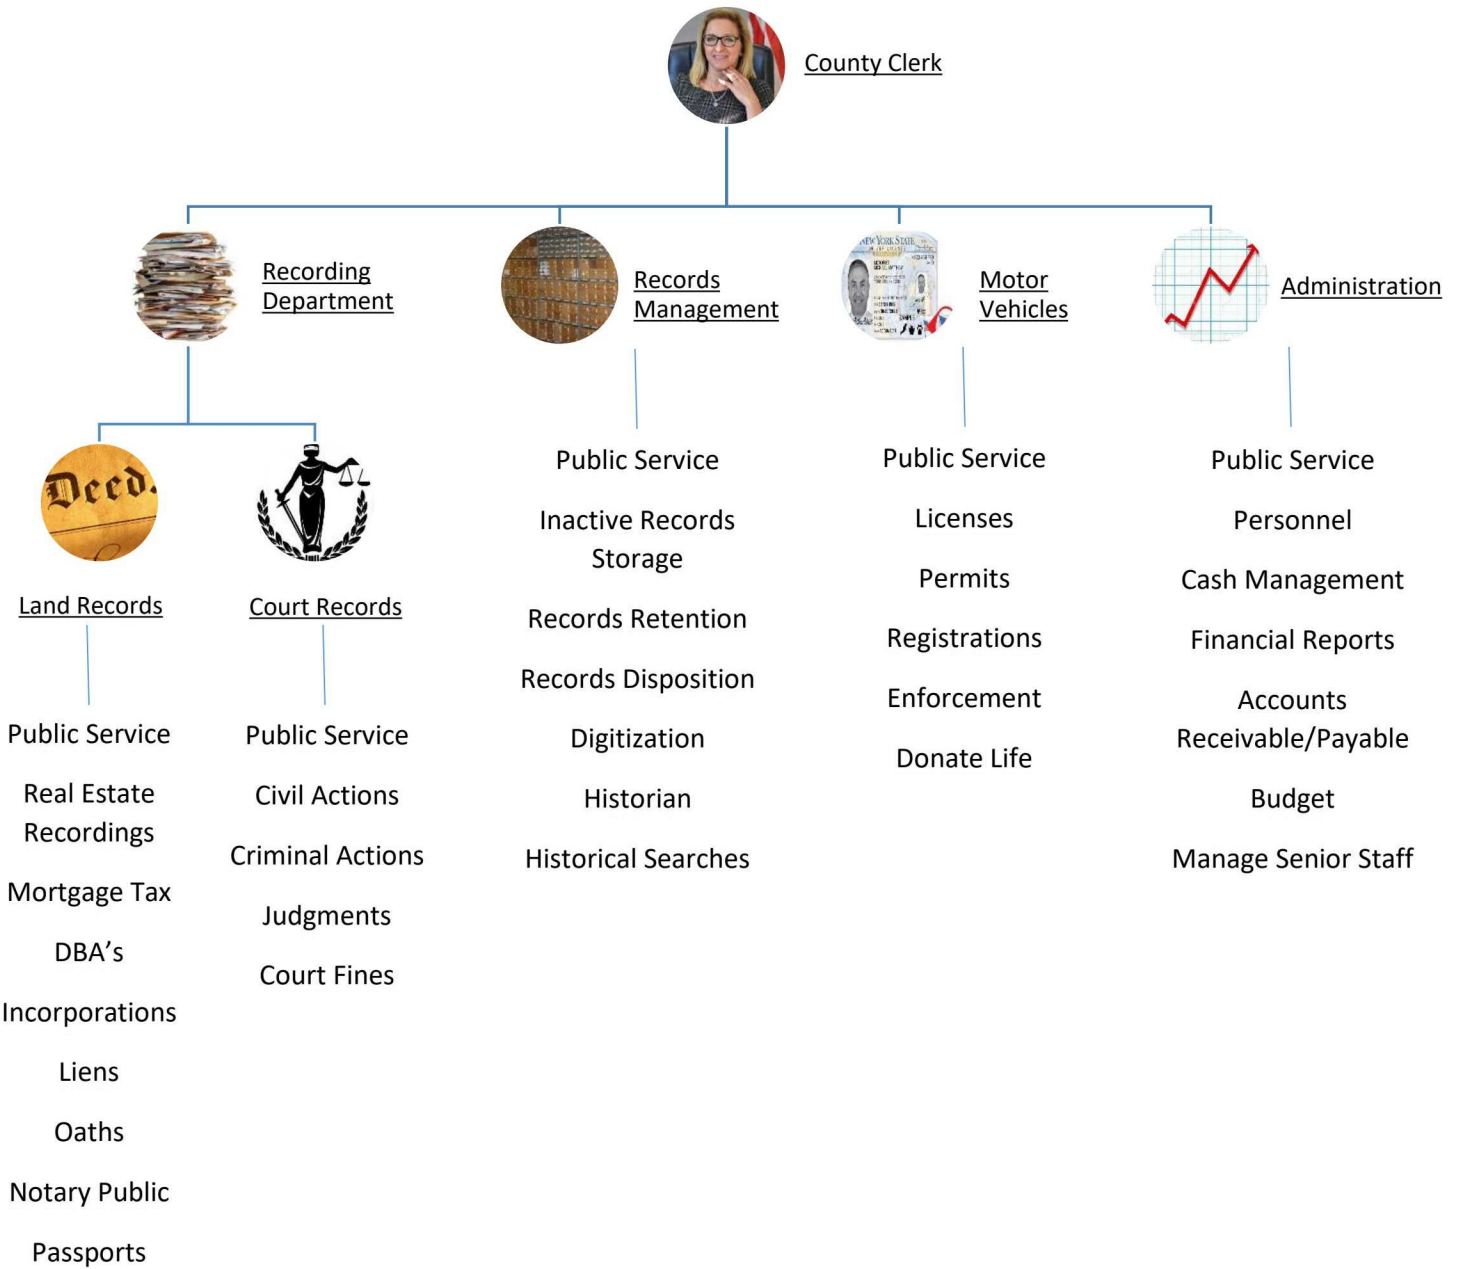 County Clerk
Recording
Department
Records
Management
Motor
Vehicles
Administration
NEW YORK STATE
Deed.
Land Records
Court Records
Public Service
Real Estate
Recordings
Mortgage Tax
DBA’s
Incorporations
Liens
Oaths
Notary Public
Passports
Public Service
Civil Actions
Criminal Actions
Judgments
Court Fines
Public Service
Inactive Records
Storage
Records Retention
Records Disposition
Digitization
Historian
Historical Searches
Public Service
Licenses
Permits
Registrations
Enforcement
Donate Life
Public Service
Personnel
Cash Management
Financial Reports
Accounts
Receivable/Payable
Budget
Manage Senior Staff